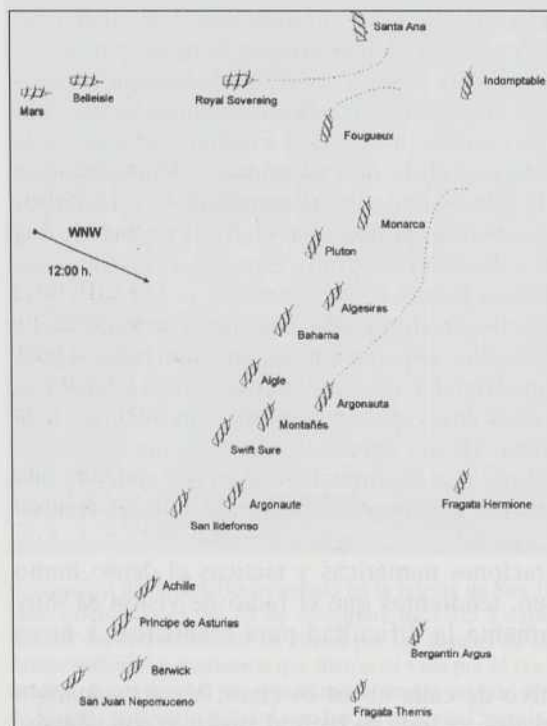 Santa Ana
Indomptable
Mars
Belleisle
Royal Sovereing
Fougueux
WNW
12:00 h.
Monarca
Pluton
Algesiras
Bahama
Aigle
Argonauta
Montañés
Swift Sure
Argonaute
San Ildefonso
Fragata Hermione
Achille
Principe de Asturias
Bergantin Argus
Berwick
San Juan Nepomuceno
Fragata Themis